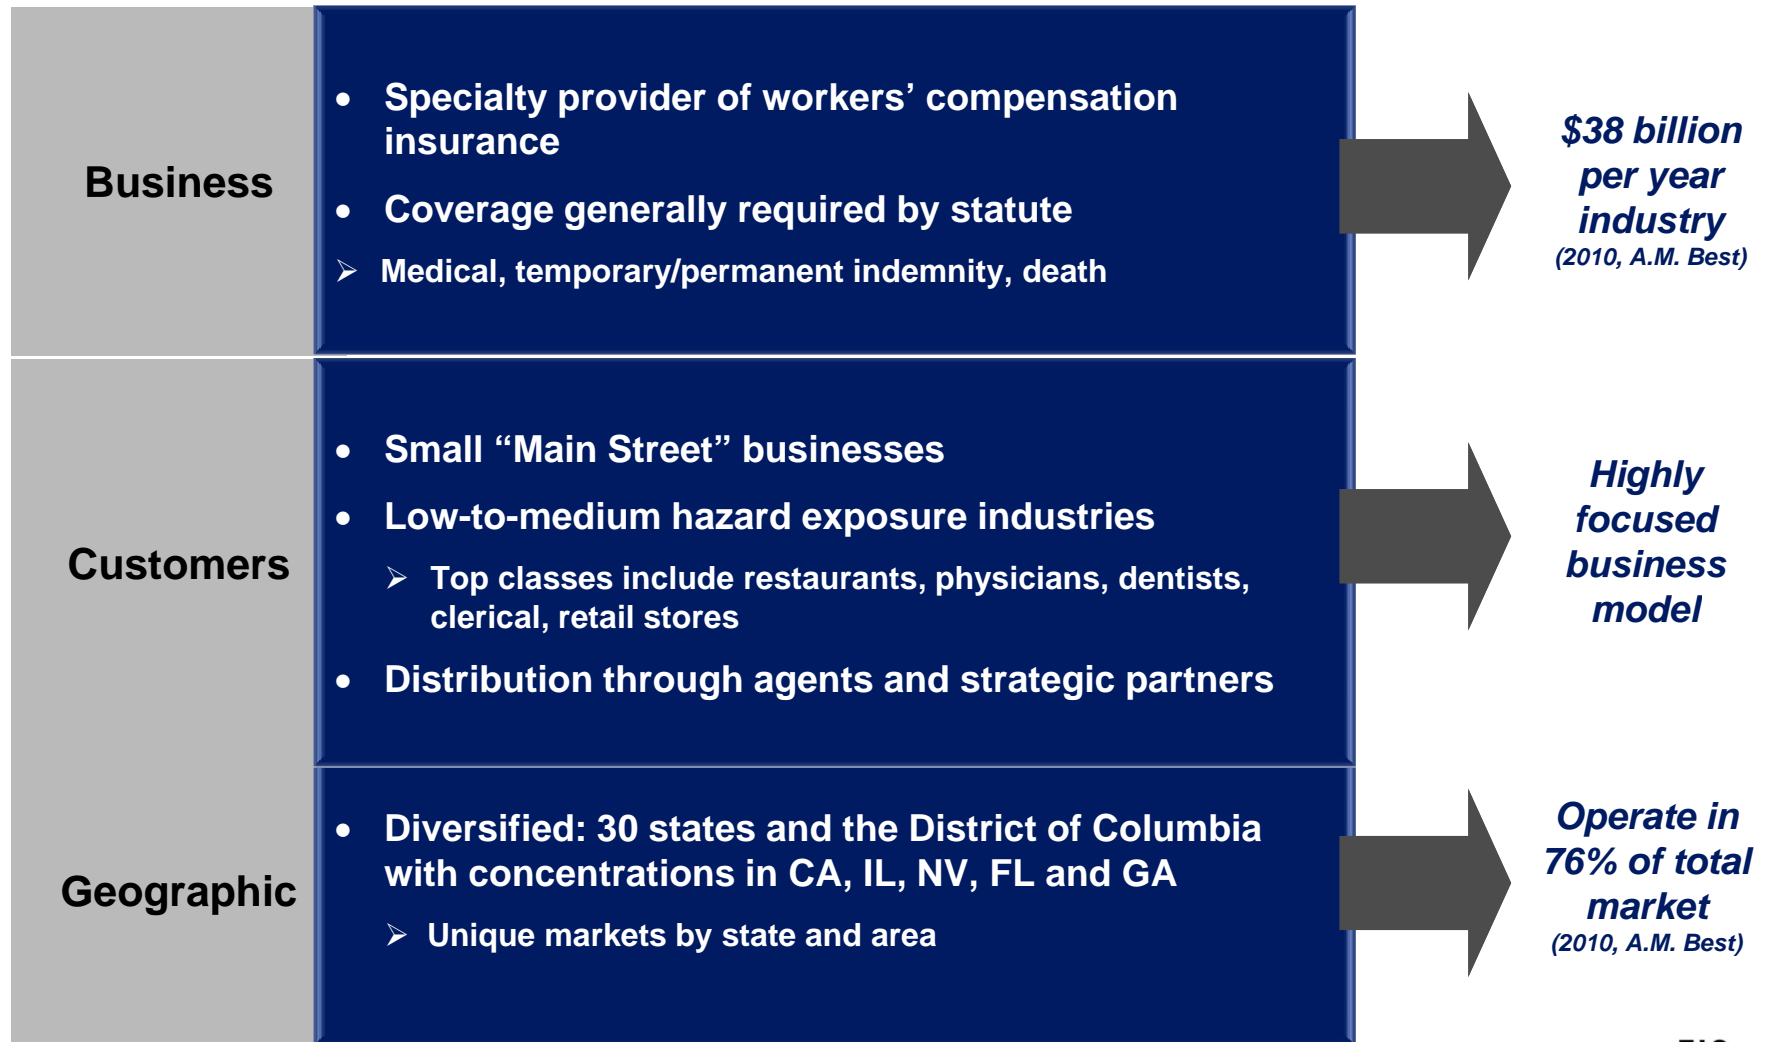 Business
• Specialty provider of workers’ compensation
insurance
• Coverage generally required by statute
➢ Medical, temporary/permanent indemnity, death
$38 billion
per year
industry
(2010, A.M. Best)
Customers
• Small “Main Street” businesses
• Low-to-medium hazard exposure industries
➢ Top classes include restaurants, physicians, dentists,
clerical, retail stores
• Distribution through agents and strategic partners
Highly
focused
business
model
Geographic
• Diversified: 30 states and the District of Columbia
with concentrations in CA, IL, NV, FL and GA
➢ Unique markets by state and area
Operate in
76% of total
market
(2010, A.M. Best)